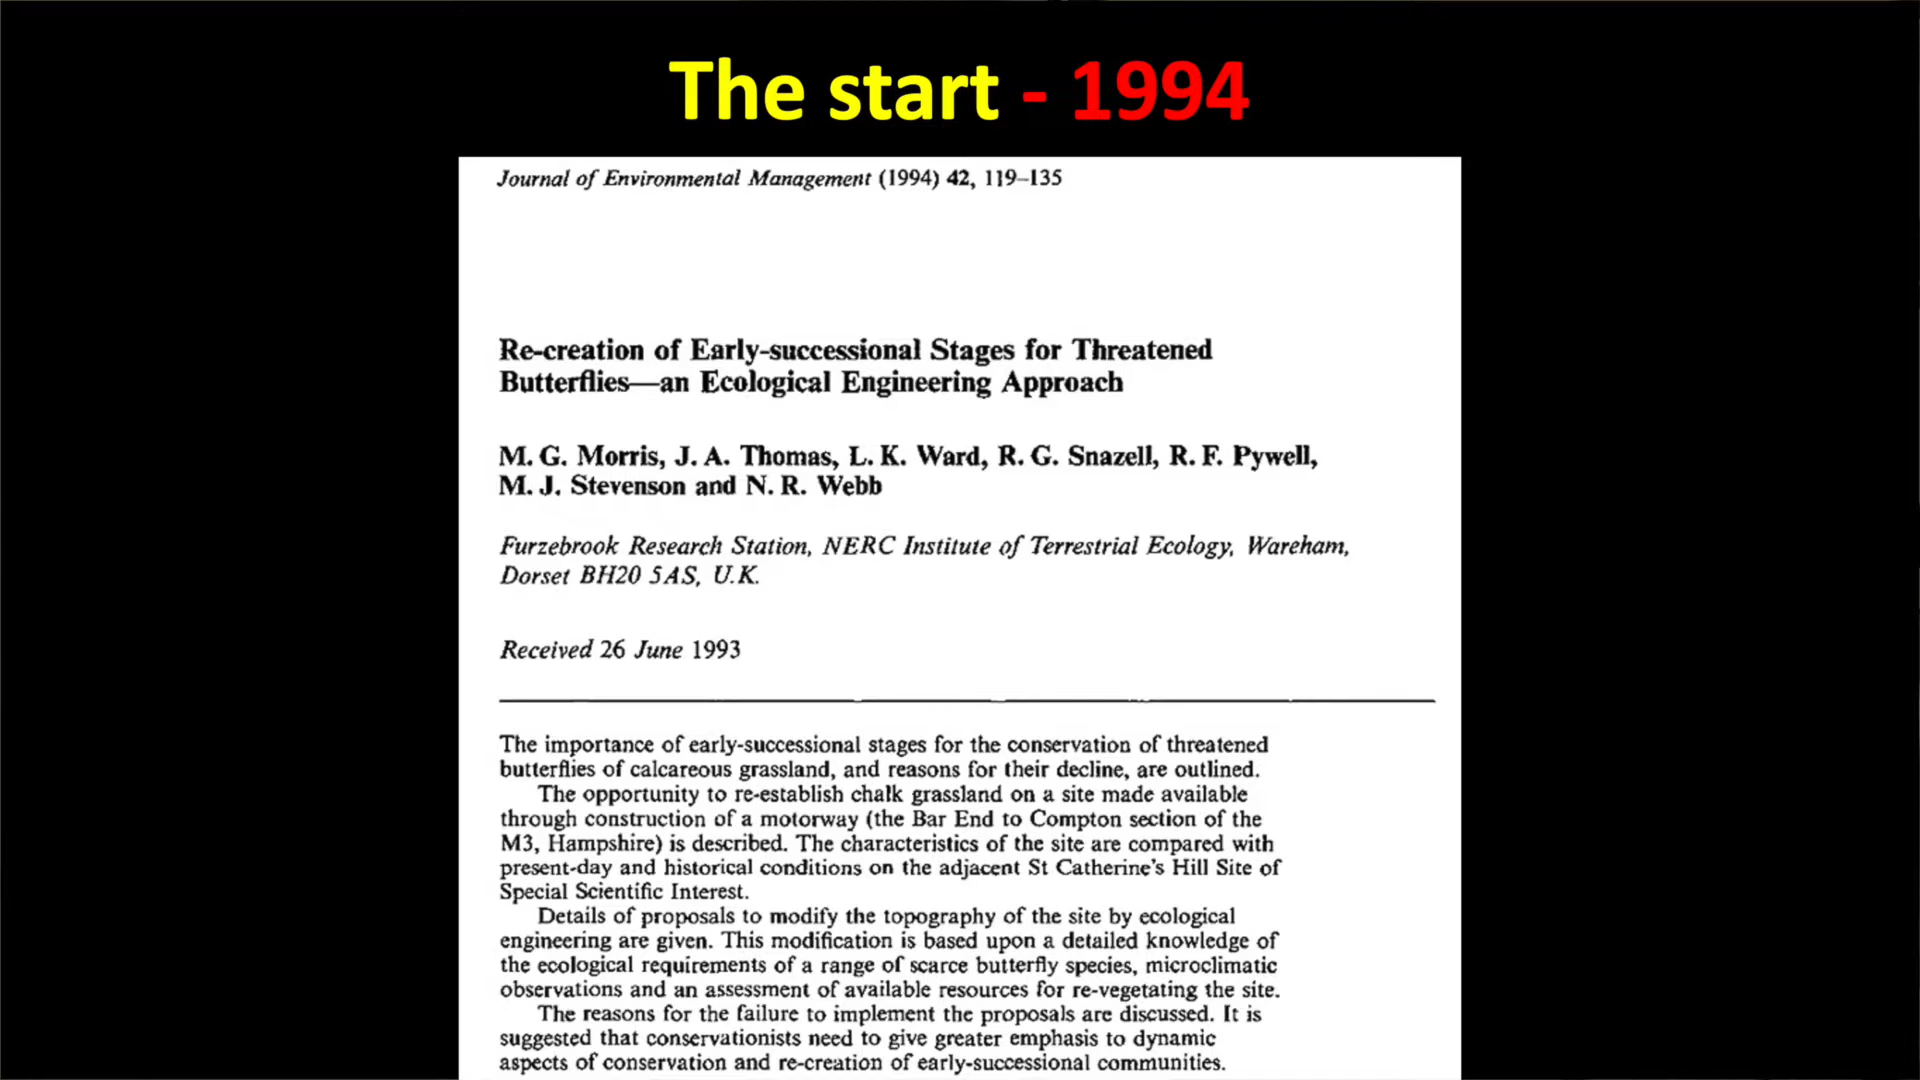 The start - 1994
Journal of Environmental Management (1994) 42, 119–135
Re-creation of Early-successional Stages for Threatened
Butterflies—an Ecological Engineering Approach
M. G. Morris, J. A. Thomas, L. K. Ward, R. G. Snazell, R. F. Pywell,
M. J. Stevenson and N. R. Webb
Furzebrook Research Station, NERC Institute of Terrestrial Ecology, Wareham,
Dorset BH20 5AS, U.K.
Received 26 June 1993
The importance of early-successional stages for the conservation of threatened
butterflies of calcareous grassland, and reasons for their decline, are outlined.
The opportunity to re-establish chalk grassland on a site made available
through construction of a motorway (the Bar End to Compton section of the
M3, Hampshire) is described. The characteristics of the site are compared with
present-day and historical conditions on the adjacent St Catherine's Hill Site of
Special Scientific Interest.
Details of proposals to modify the topography of the site by ecological
engineering are given. This modification is based upon a detailed knowledge of
the ecological requirements of a range of scarce butterfly species, microclimatic
observations and an assessment of available resources for re-vegetating the site.
The reasons for the failure to implement the proposals are discussed. It is
suggested that conservationists need to give greater emphasis to dynamic
aspects of conservation and re-creation of early-successional communities.